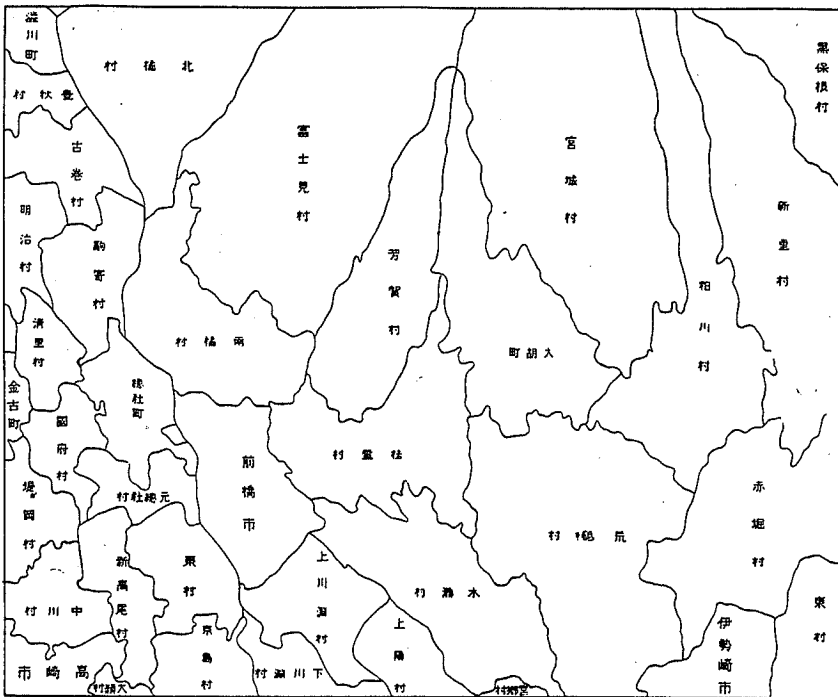 澁川町
村秋豊
古巻村
明治村
駒寄村
清里村
金古町
國府村
総社町
村社総元
堤ヶ岡村
新高尾村
村川中
市崎高
村類大
東村
京島村
村橘北
富士見村
村橘南
芳賀村
前橋市
村萱桂
上川淵村
村淵川下
上陽村
村郷宮
宮城村
町胡大
粕川村
新里村
黒保根村
村砥荒
赤堀村
東村
伊勢崎市